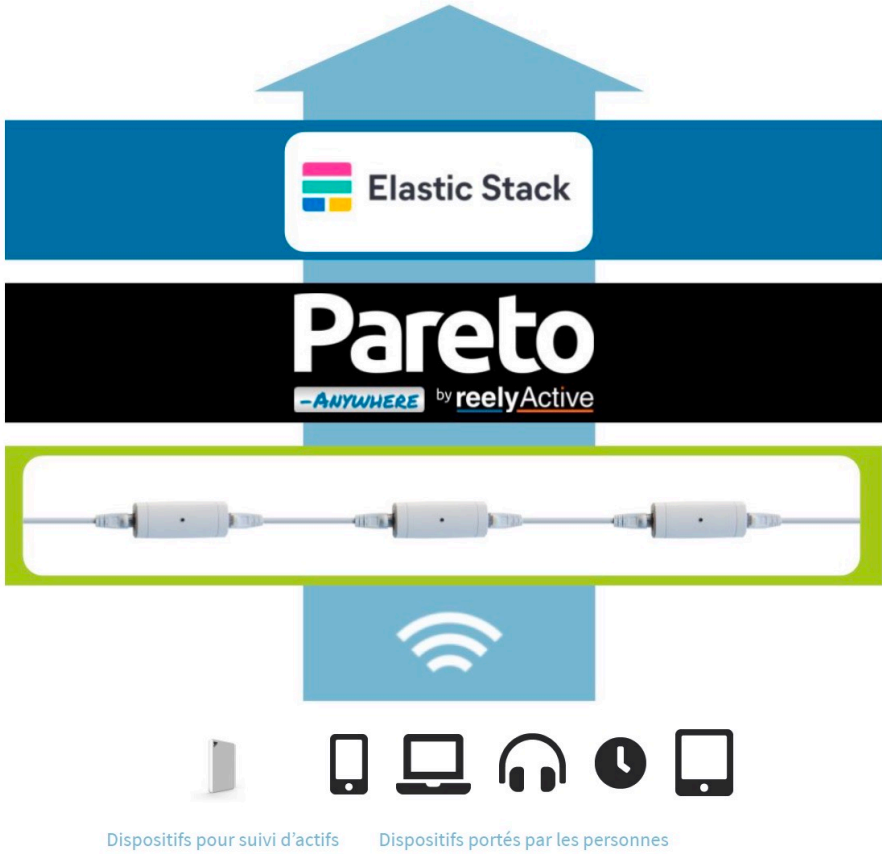 Elastic Stack
Pareto
-ANYWHERE by reelyActive
Dispositifs pour suivi d’actifs Dispositifs portés par les personnes